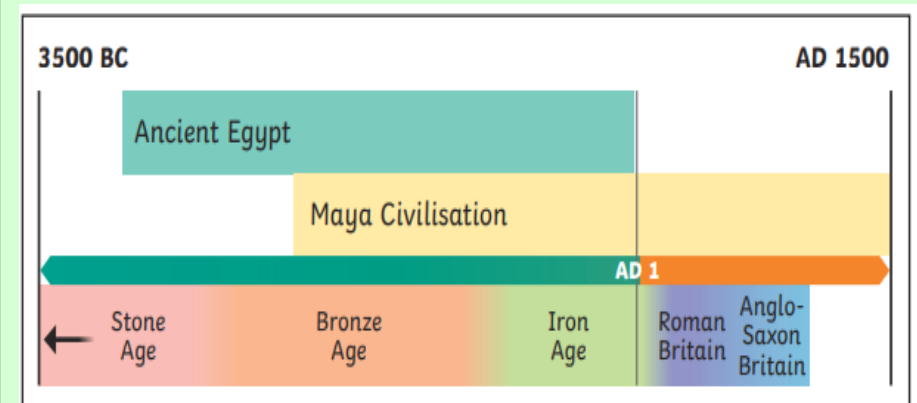 3500 BC
AD 1500
Ancient Egypt
Maya Civilisation
AD 1
Stone
Age
Bronze
Age
Iron
Age
Roman
Britain
Anglo-
Saxon
Britain